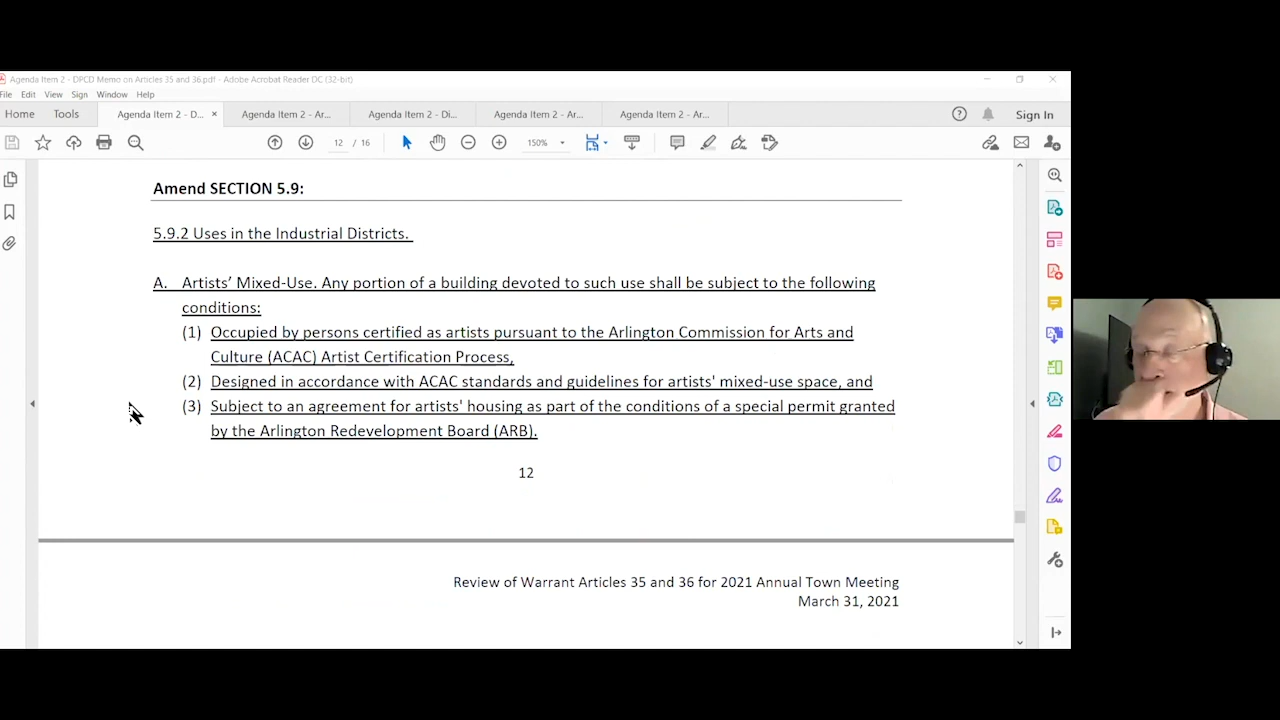 Agenda Item 2 - DPCD Memo on Articles 35 and 36.pdf - Adobe Acrobat Reader DC (32-bit)
File Edit View Sign Window Help
Home Tools Agenda Item 2 - D... × Agenda Item 2 - Ar... Agenda Item 2 - Di... Agenda Item 2 - Ar... Agenda Item 2 - Ar... Sign In
12 / 16 150%
Amend SECTION 5.9:
5.9.2 Uses in the Industrial Districts.
A. Artists' Mixed-Use. Any portion of a building devoted to such use shall be subject to the following
conditions:
(1) Occupied by persons certified as artists pursuant to the Arlington Commission for Arts and
Culture (ACAC) Artist Certification Process,
(2) Designed in accordance with ACAC standards and guidelines for artists' mixed-use space, and
(3) Subject to an agreement for artists' housing as part of the conditions of a special permit granted
by the Arlington Redevelopment Board (ARB).
12
Review of Warrant Articles 35 and 36 for 2021 Annual Town Meeting
March 31, 2021